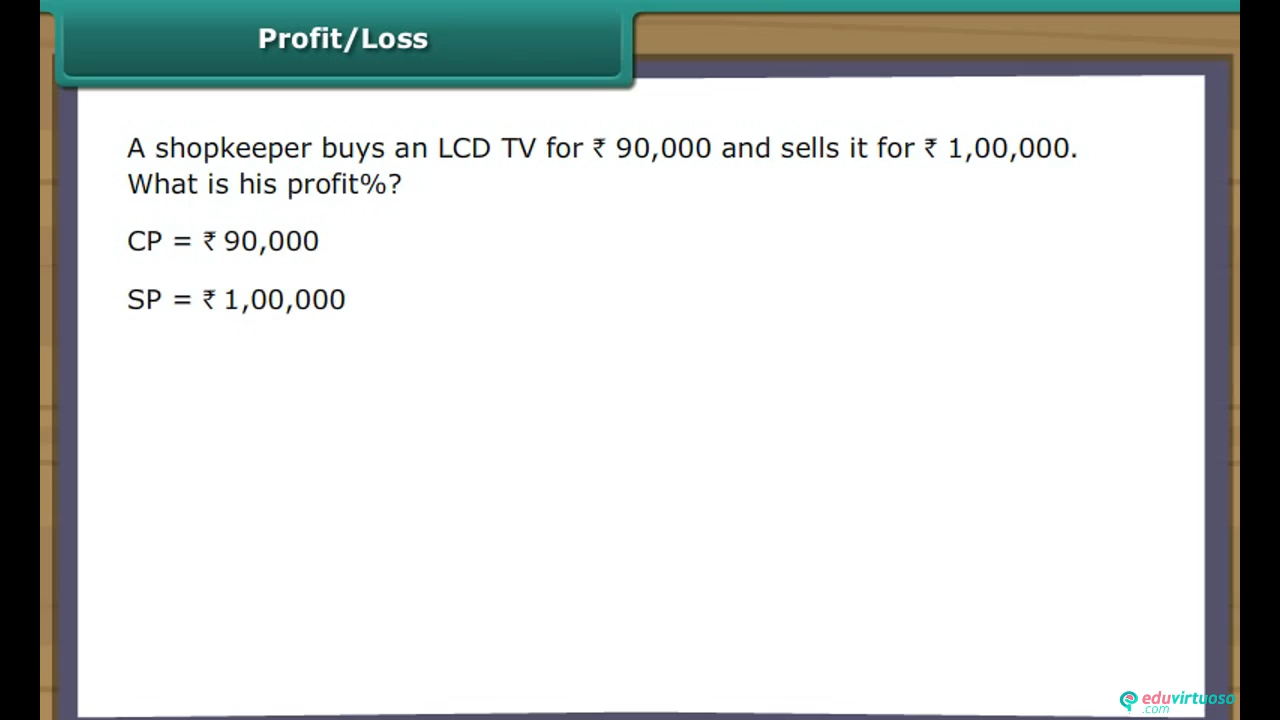 Profit/Loss
A shopkeeper buys an LCD TV for ₹ 90,000 and sells it for ₹ 1,00,000.
What is his profit%?
CP = ₹ 90,000
SP = ₹ 1,00,000
eduvirtuoso
.com